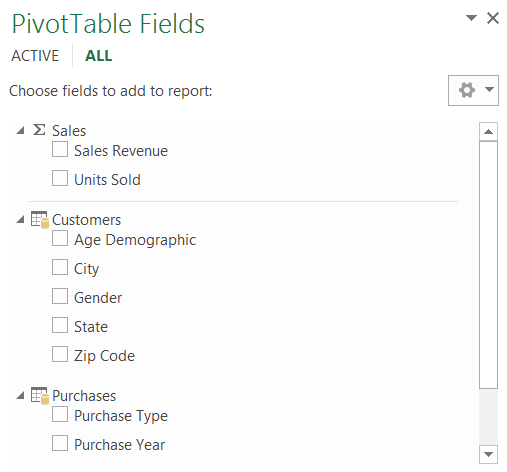 PivotTable Fields
ACTIVE ALL
Choose fields to add to report:
Σ Sales
Sales Revenue
Units Sold
Customers
Age Demographic
City
Gender
State
Zip Code
Purchases
Purchase Type
Purchase Year